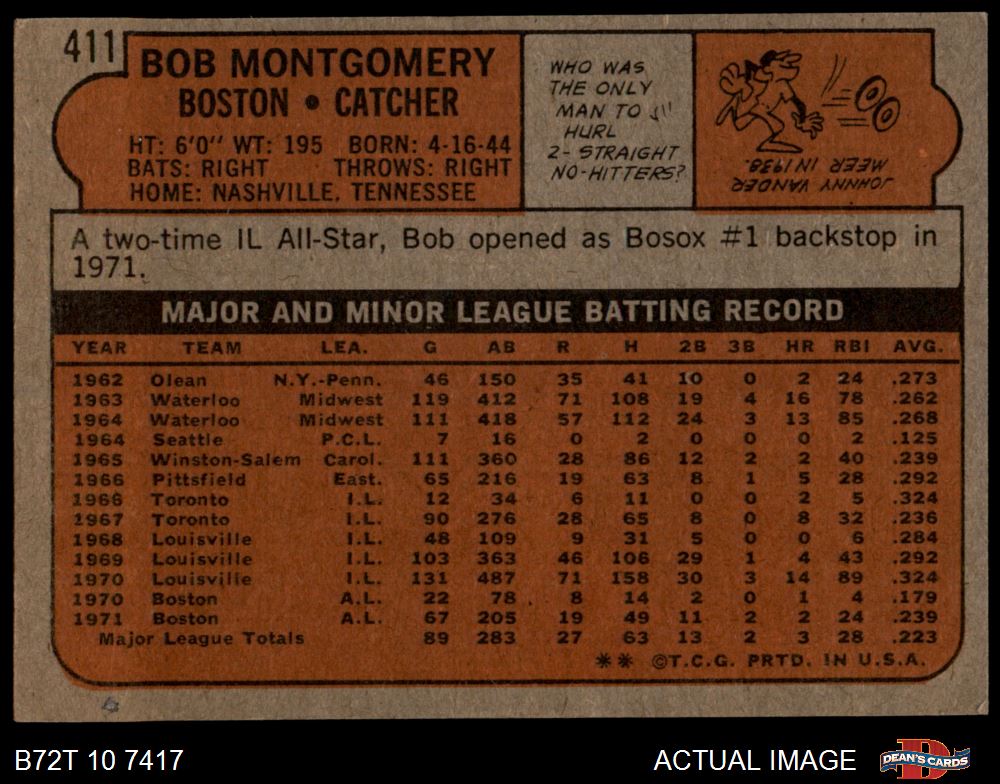 411
BOB MONTGOMERY
BOSTON • CATCHER
HT: 6'0" WT: 195 BORN: 4-16-44
BATS: RIGHT THROWS: RIGHT
HOME: NASHVILLE, TENNESSEE
WHO WAS
THE ONLY
MAN TO
HURL
2- STRAIGHT
NO-HITTERS?
JOHNNY VANDER
MEER IN 1938.
A two-time IL All-Star, Bob opened as Bosox #1 backstop in
1971.
MAJOR AND MINOR LEAGUE BATTING RECORD
YEAR TEAM LEA. G AB R H 2B 3B HR RBI AVG.
1962 Olean N.Y.-Penn. 46 150 35 41 10 0 2 24 .273
1963 Waterloo Midwest 119 412 71 108 19 4 16 78 .262
1964 Waterloo Midwest 111 418 57 112 24 3 13 85 .268
1964 Seattle P.C.L. 7 16 0 2 0 0 0 2 .125
1965 Winston-Salem Carol. 111 360 28 86 12 2 2 40 .239
1966 Pittsfield East. 65 216 19 63 8 1 5 28 .292
1966 Toronto I.L. 12 34 6 11 0 0 2 5 .324
1967 Toronto I.L. 90 276 28 65 8 0 8 32 .236
1968 Louisville I.L. 48 109 9 31 5 0 0 6 .284
1969 Louisville I.L. 103 363 46 106 29 1 4 43 .292
1970 Louisville I.L. 131 487 71 158 30 3 14 89 .324
1970 Boston A.L. 22 78 8 14 2 0 1 4 .179
1971 Boston A.L. 67 205 19 49 11 2 2 24 .239
Major League Totals 89 283 27 63 13 2 3 28 .223
** ©T.C.G. PRTD. IN U.S.A.
B72T 10 7417
ACTUAL IMAGE
D
DEAN'S CARDS